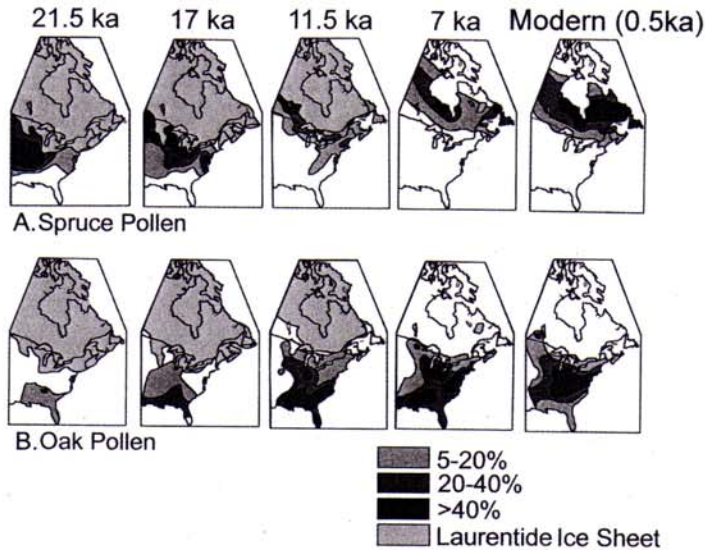 21.5 ka 17 ka 11.5 ka 7 ka Modern (0.5ka)
A.Spruce Pollen
B.Oak Pollen
5-20%
20-40%
>40%
Laurentide Ice Sheet